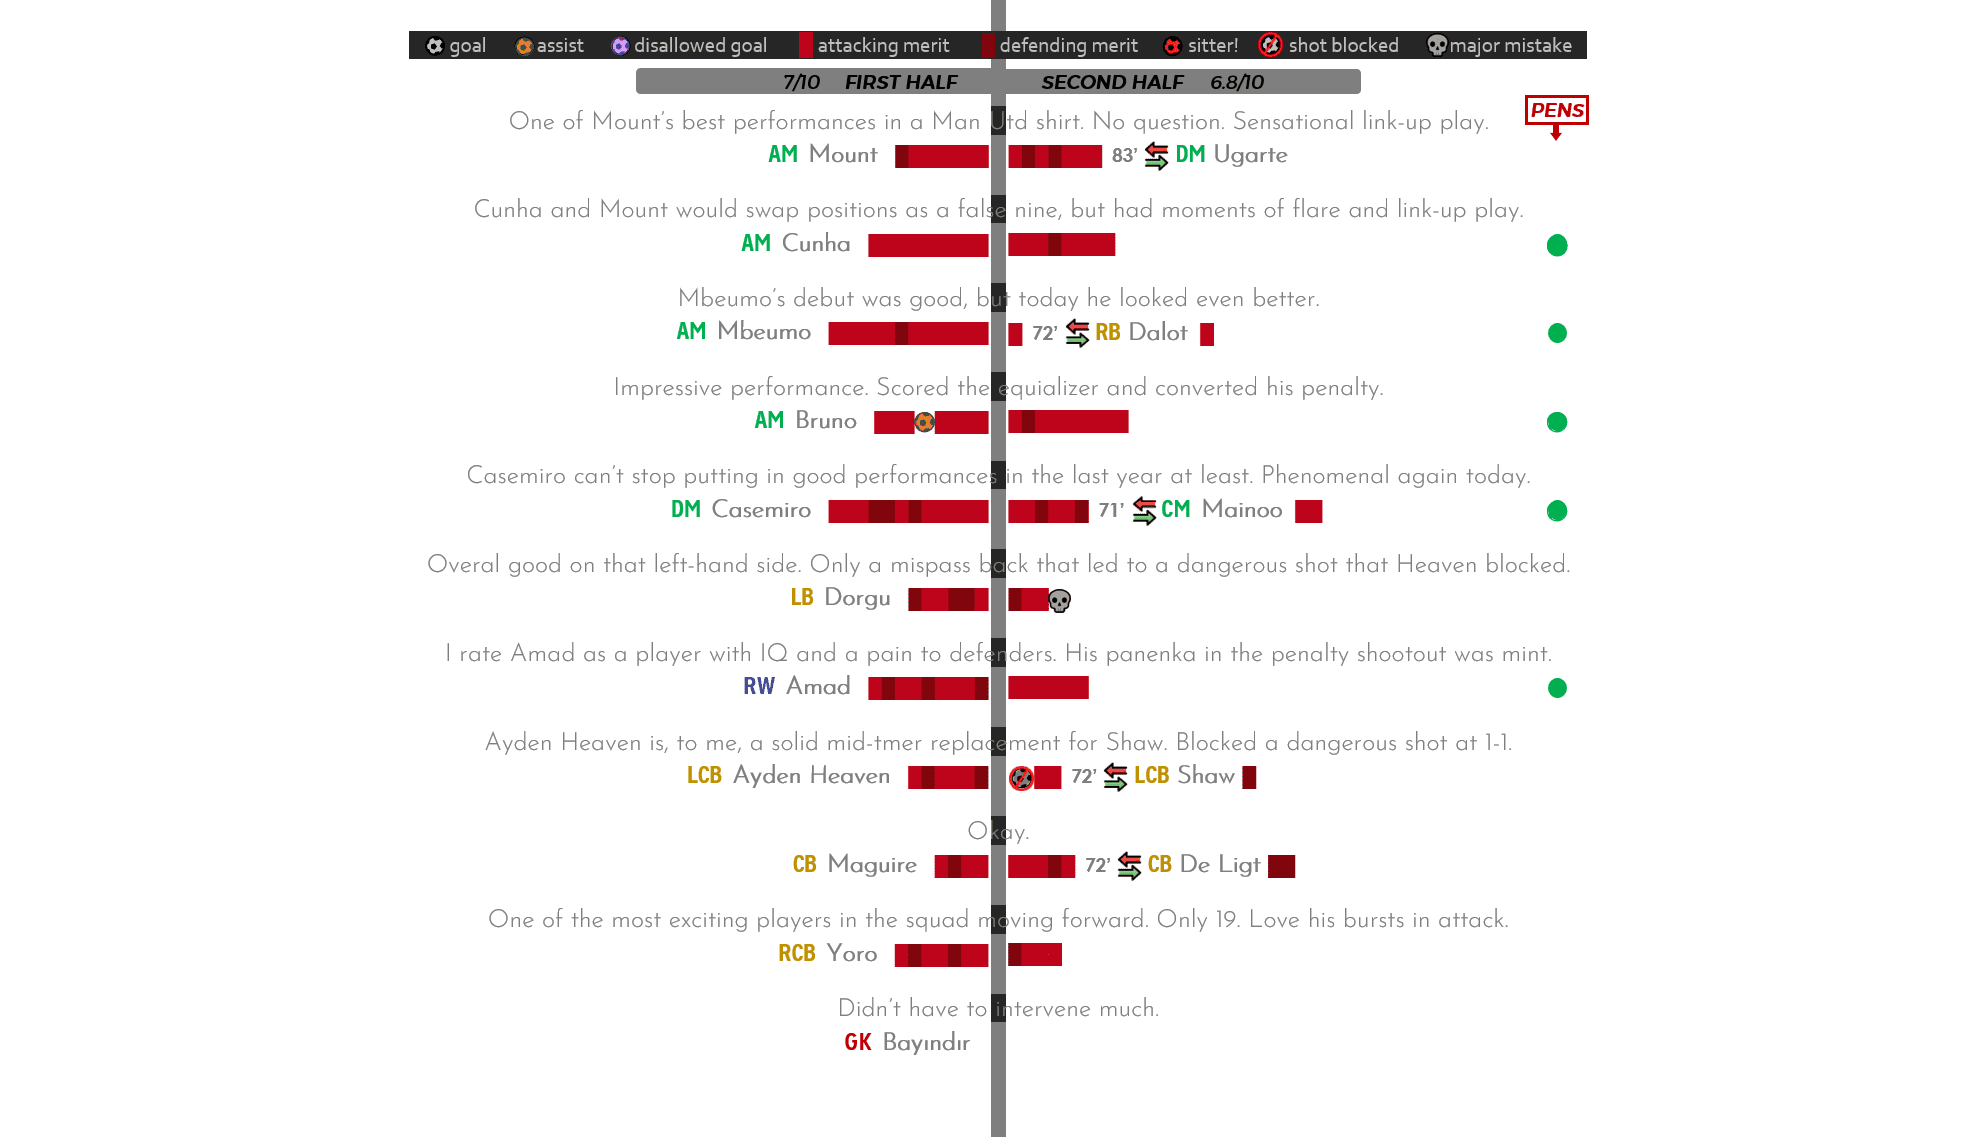 goal assist disallowed goal attacking merit defending merit sitter! shot blocked major mistake
7/10 FIRST HALF SECOND HALF 6.8/10
PENS
One of Mount's best performances in a Man Utd shirt. No question. Sensational link-up play.
AM Mount 83' DM Ugarte
Cunha and Mount would swap positions as a false nine, but had moments of flare and link-up play.
AM Cunha
Mbeumo's debut was good, but today he looked even better.
AM Mbeumo 72' RB Dalot
Impressive performance. Scored the equializer and converted his penalty.
AM Bruno
Casemiro can't stop putting in good performances in the last year at least. Phenomenal again today.
DM Casemiro 71' CM Mainoo
Overal good on that left-hand side. Only a mispass back that led to a dangerous shot that Heaven blocked.
LB Dorgu
I rate Amad as a player with IQ and a pain to defenders. His panenka in the penalty shootout was mint.
RW Amad
Ayden Heaven is, to me, a solid mid-tmer replacement for Shaw. Blocked a dangerous shot at 1-1.
LCB Ayden Heaven 72' LCB Shaw
Okay.
CB Maguire 72' CB De Ligt
One of the most exciting players in the squad moving forward. Only 19. Love his bursts in attack.
RCB Yoro
Didn't have to intervene much.
GK Bayındır